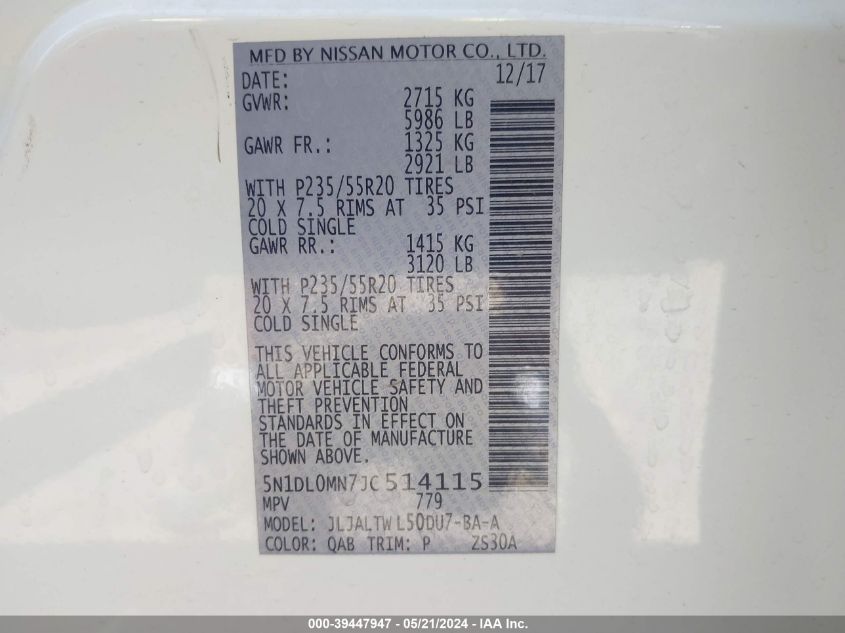 MFD BY NISSAN MOTOR CO., LTD.
DATE: 12/17
GVWR: 2715 KG
5986 LB
GAWR FR.: 1325 KG
2921 LB
WITH P235/55R20 TIRES
20 X 7.5 RIMS AT 35 PSI
COLD SINGLE
GAWR RR.: 1415 KG
3120 LB
WITH P235/55R20 TIRES
20 X 7.5 RIMS AT 35 PSI
COLD SINGLE
THIS VEHICLE CONFORMS TO
ALL APPLICABLE FEDERAL
MOTOR VEHICLE SAFETY AND
THEFT PREVENTION
STANDARDS IN EFFECT ON
THE DATE OF MANUFACTURE
SHOWN ABOVE.
5N1DL0MN7JC514115
MPV 779
MODEL: JLJALTWL50DU7-BA-A
COLOR: QAB TRIM: P ZS30A
000-39447947 - 05/21/2024 - IAA Inc.